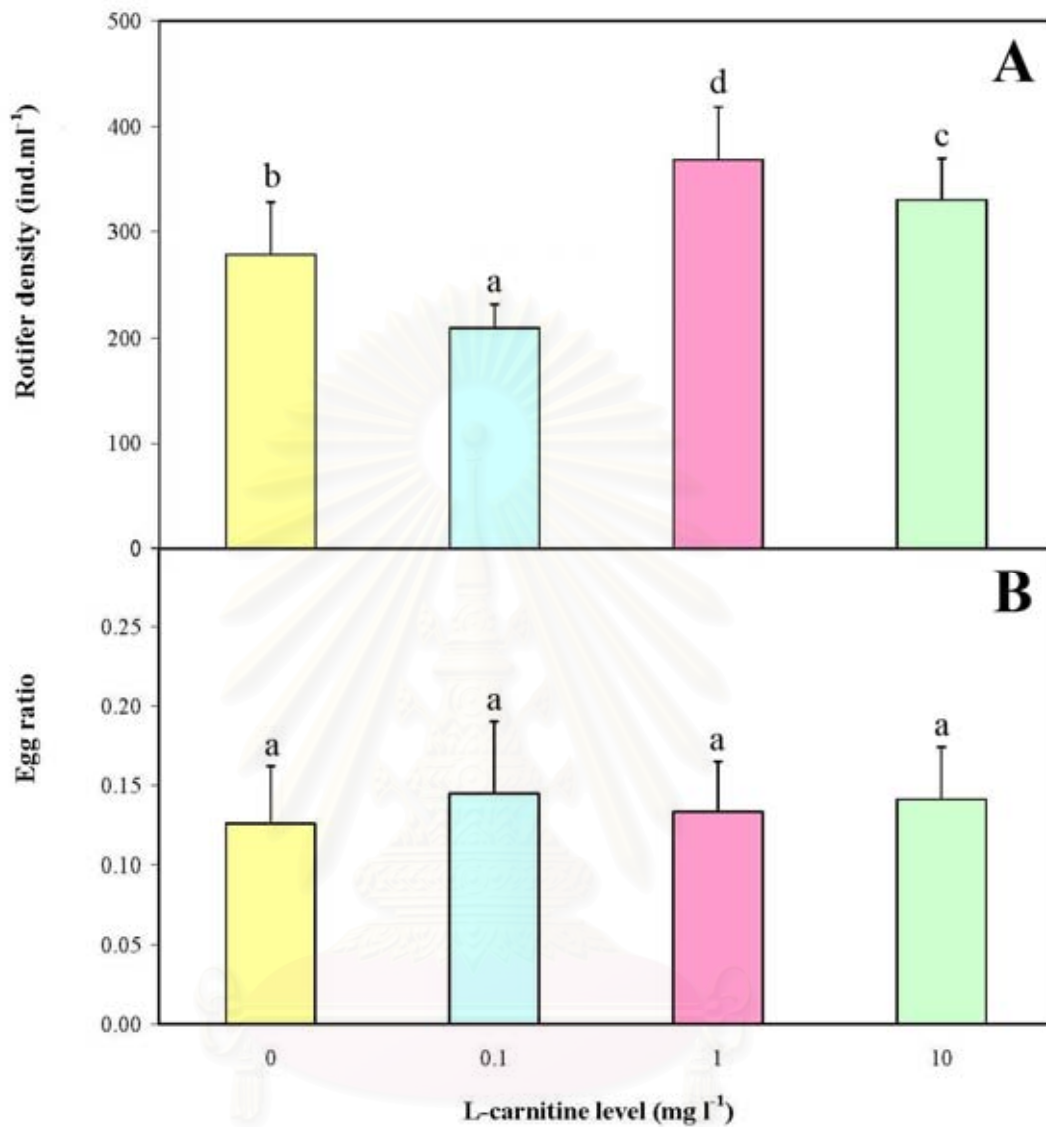 A
500
400
300
200
100
0
Rotifer density (ind.ml⁻¹)
b
a
d
c
B
0.25
0.20
0.15
0.10
0.05
0.00
Egg ratio
a
a
a
a
0 0.1 1 10
L-carnitine level (mg l⁻¹)